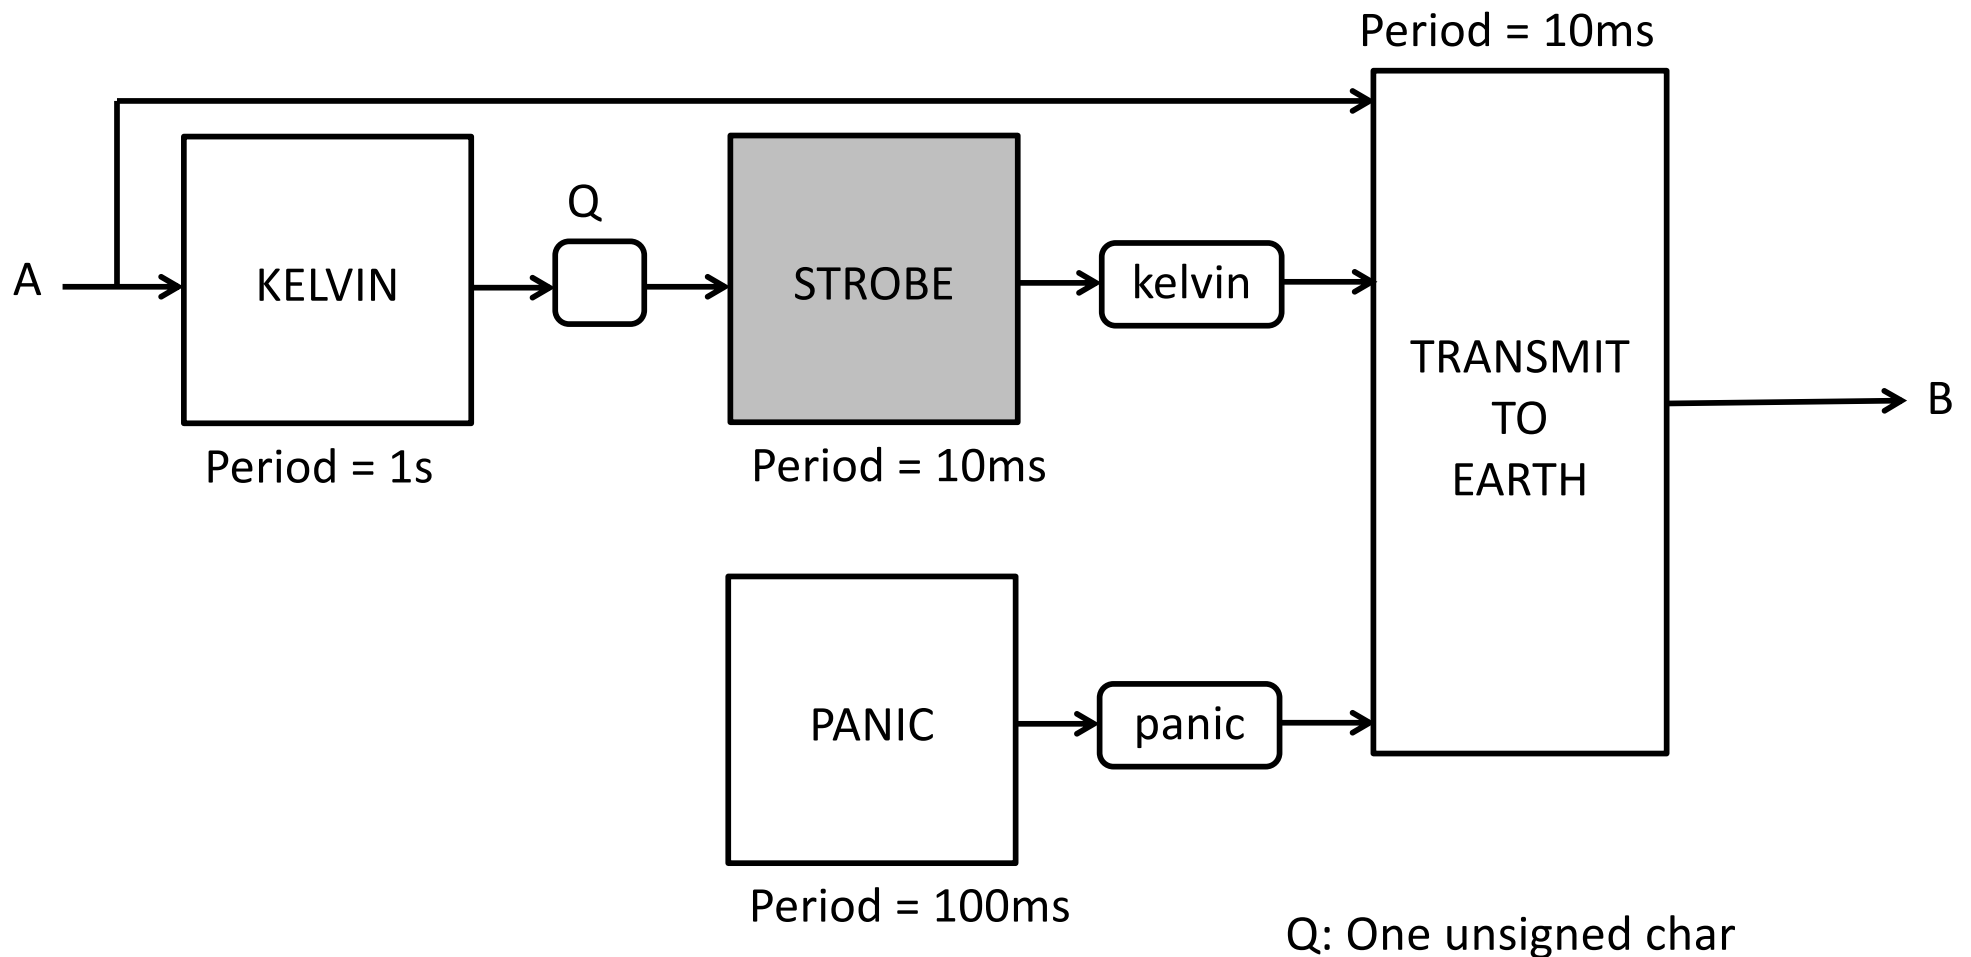 Period = 10ms
A
KELVIN
Q
STROBE
kelvin
TRANSMIT
TO
EARTH
B
Period = 1s
Period = 10ms
PANIC
panic
Period = 100ms
Q: One unsigned char